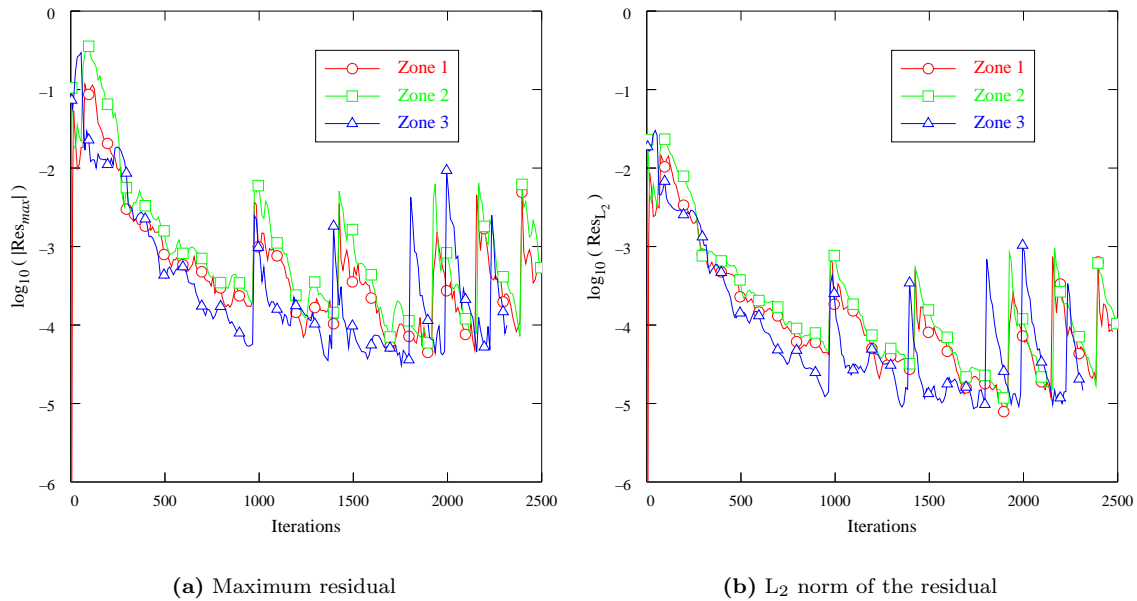 0
−1
−2
−3
−4
−5
−6
log10( |Resmax| )
0
500
1000
1500
2000
2500
Iterations
Zone 1
Zone 2
Zone 3
(a) Maximum residual
0
−1
−2
−3
−4
−5
−6
log10 ( ResL2 )
0
500
1000
1500
2000
2500
Iterations
Zone 1
Zone 2
Zone 3
(b) L2 norm of the residual